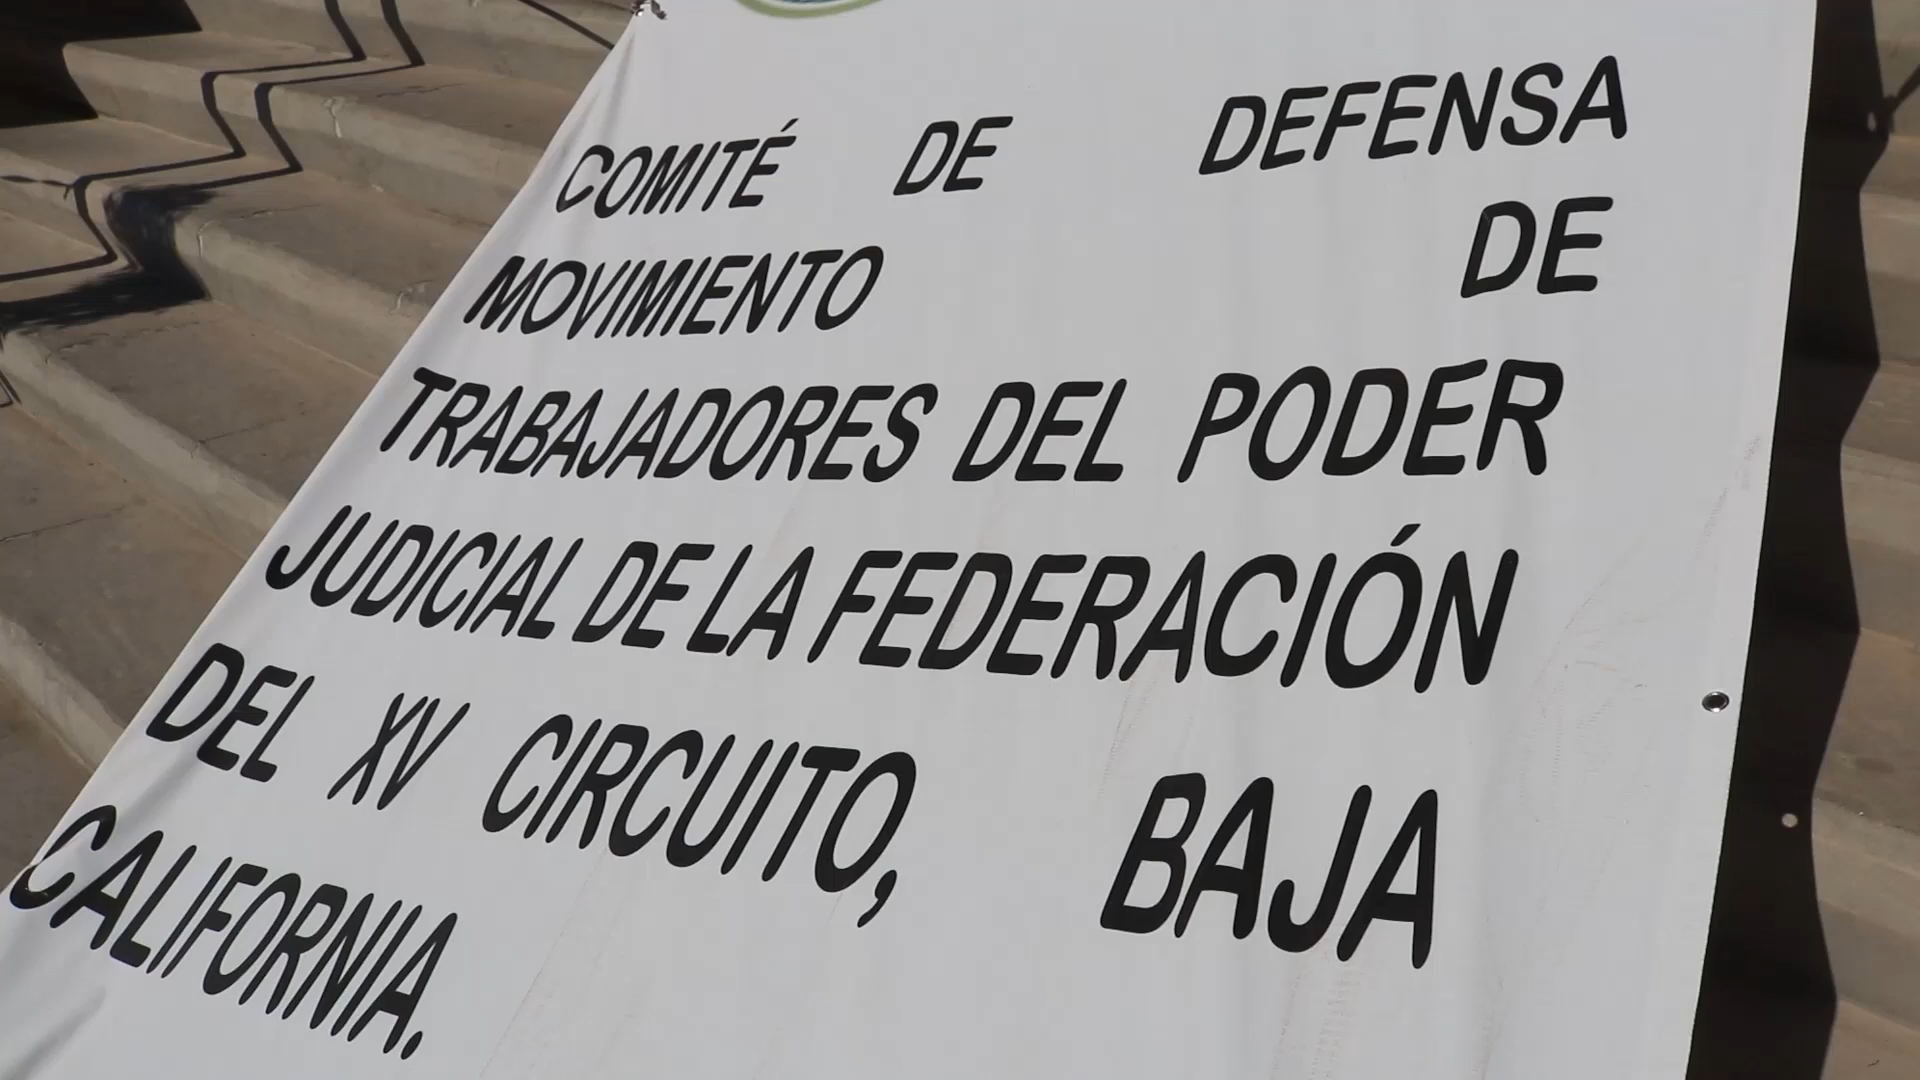 COMITÉ DE DEFENSA
MOVIMIENTO DE
TRABAJADORES DEL PODER
JUDICIAL DE LA FEDERACIÓN
DEL XV CIRCUITO, BAJA
CALIFORNIA.